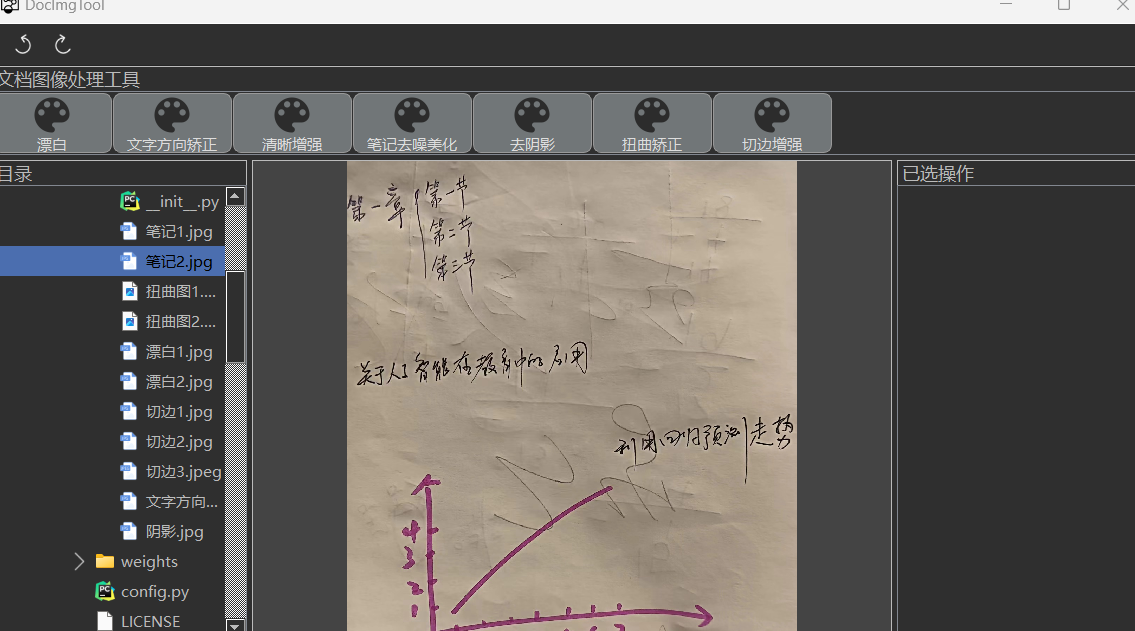 DocImgTool
文档图像处理工具
漂白
文字方向矫正
清晰增强
笔记去噪美化
去阴影
扭曲矫正
切边增强
目录
__init__.py
笔记1.jpg
笔记2.jpg
扭曲图1....
扭曲图2....
漂白1.jpg
漂白2.jpg
切边1.jpg
切边2.jpg
切边3.jpeg
文字方向...
阴影.jpg
weights
config.py
LICENSE
第一章
第一节
第二节
第三节
关于人工智能在教育中的应用
利用回归预测走势
4
3
2
1
已选操作